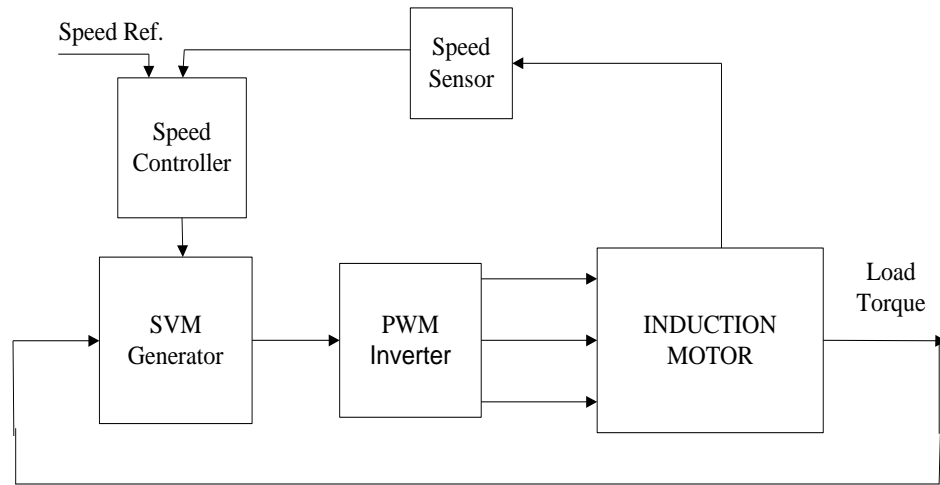 Speed Ref.
Speed
Sensor
Speed
Controller
SVM
Generator
PWM
Inverter
INDUCTION
MOTOR
Load
Torque